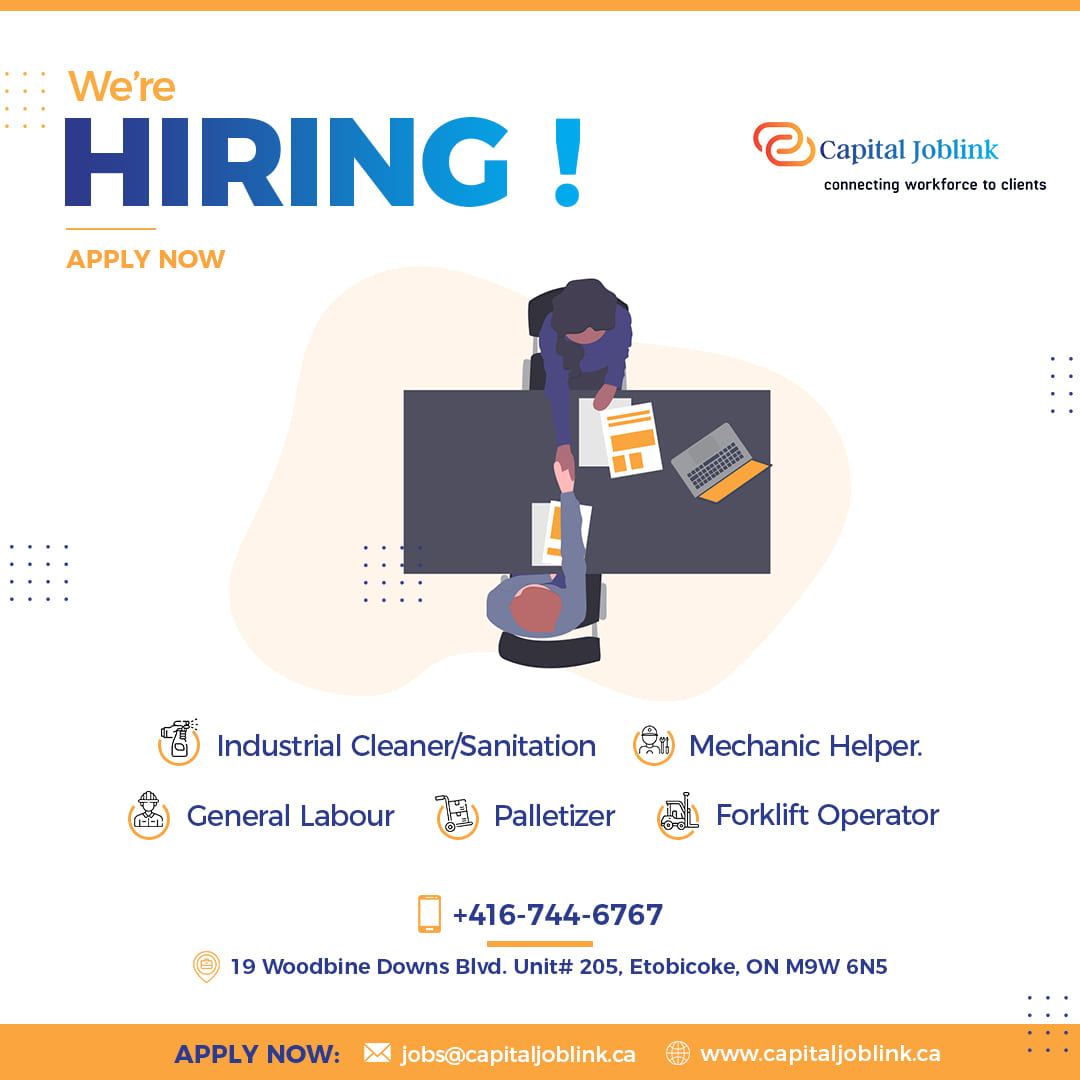 We're
HIRING !
Capital Joblink
connecting workforce to clients
APPLY NOW
Industrial Cleaner/Sanitation
Mechanic Helper.
General Labour
Palletizer
Forklift Operator
+416-744-6767
19 Woodbine Downs Blvd. Unit# 205, Etobicoke, ON M9W 6N5
APPLY NOW: jobs@capitaljoblink.ca www.capitaljoblink.ca